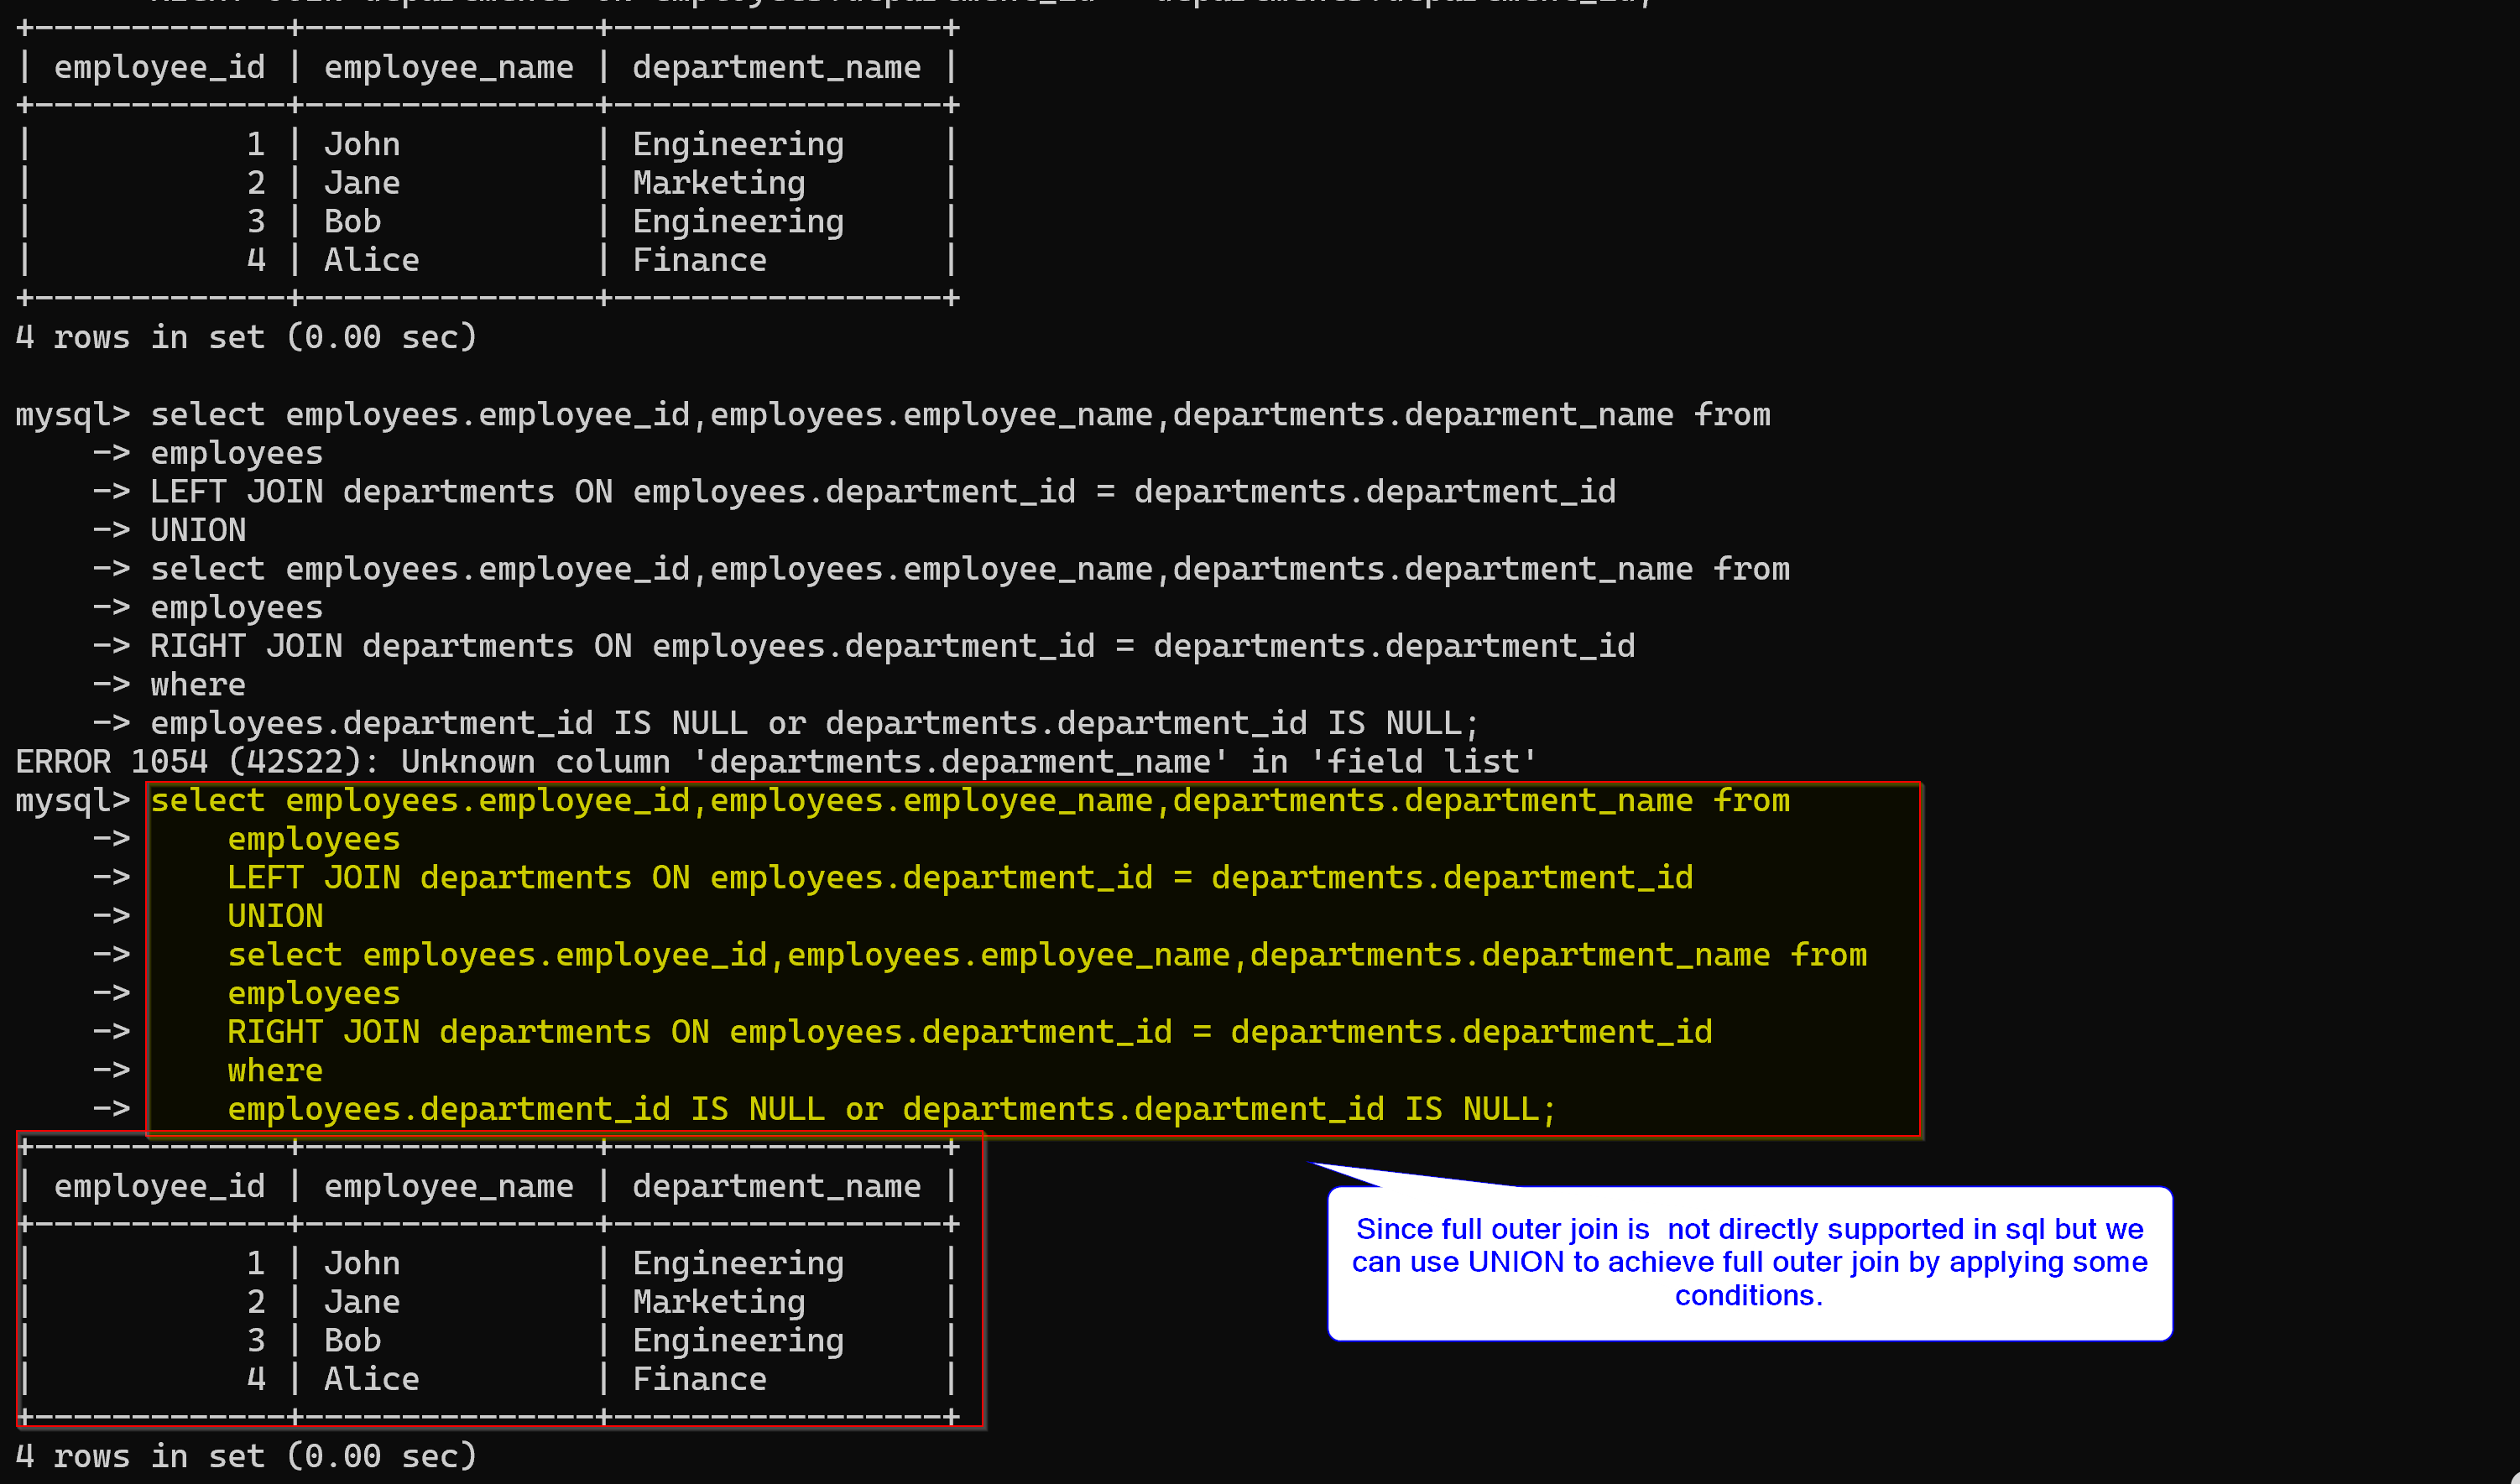 RIGHT JOIN departments ON employees.department_id = departments.department_id;
+-------------+---------------+-----------------+
| employee_id | employee_name | department_name |
+-------------+---------------+-----------------+
|           1 | John          | Engineering     |
|           2 | Jane          | Marketing       |
|           3 | Bob           | Engineering     |
|           4 | Alice         | Finance         |
+-------------+---------------+-----------------+
4 rows in set (0.00 sec)
mysql> select employees.employee_id,employees.employee_name,departments.deparment_name from
    -> employees
    -> LEFT JOIN departments ON employees.department_id = departments.department_id
    -> UNION
    -> select employees.employee_id,employees.employee_name,departments.department_name from
    -> employees
    -> RIGHT JOIN departments ON employees.department_id = departments.department_id
    -> where
    -> employees.department_id IS NULL or departments.department_id IS NULL;
ERROR 1054 (42S22): Unknown column 'departments.deparment_name' in 'field list'
mysql> select employees.employee_id,employees.employee_name,departments.department_name from
    ->     employees
    ->     LEFT JOIN departments ON employees.department_id = departments.department_id
    ->     UNION
    ->     select employees.employee_id,employees.employee_name,departments.department_name from
    ->     employees
    ->     RIGHT JOIN departments ON employees.department_id = departments.department_id
    ->     where
    ->     employees.department_id IS NULL or departments.department_id IS NULL;
+-------------+---------------+-----------------+
| employee_id | employee_name | department_name |
+-------------+---------------+-----------------+
|           1 | John          | Engineering     |
|           2 | Jane          | Marketing       |
|           3 | Bob           | Engineering     |
|           4 | Alice         | Finance         |
+-------------+---------------+-----------------+
4 rows in set (0.00 sec)
Since full outer join is  not directly supported in sql but we
can use UNION to achieve full outer join by applying some
conditions.